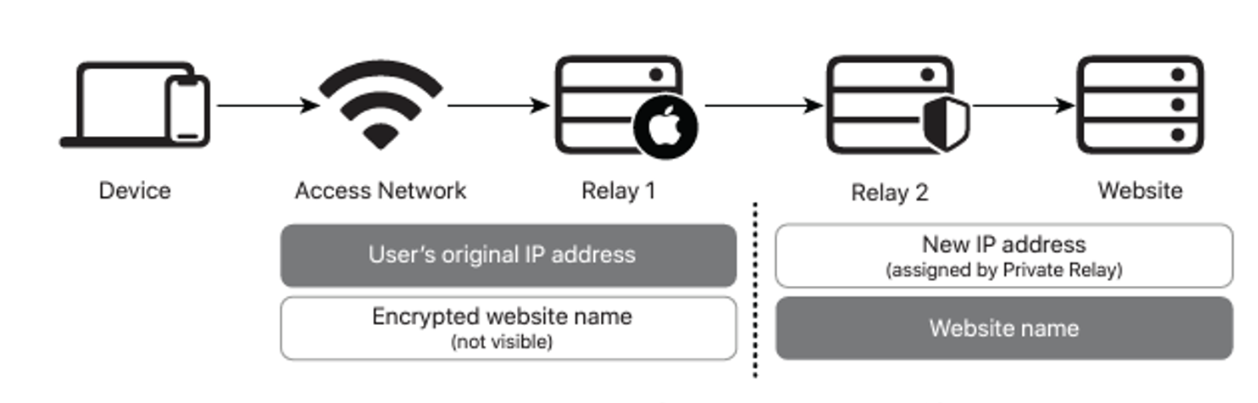 Device
Access Network
Relay 1
Relay 2
Website
User's original IP address
Encrypted website name
(not visible)
New IP address
(assigned by Private Relay)
Website name